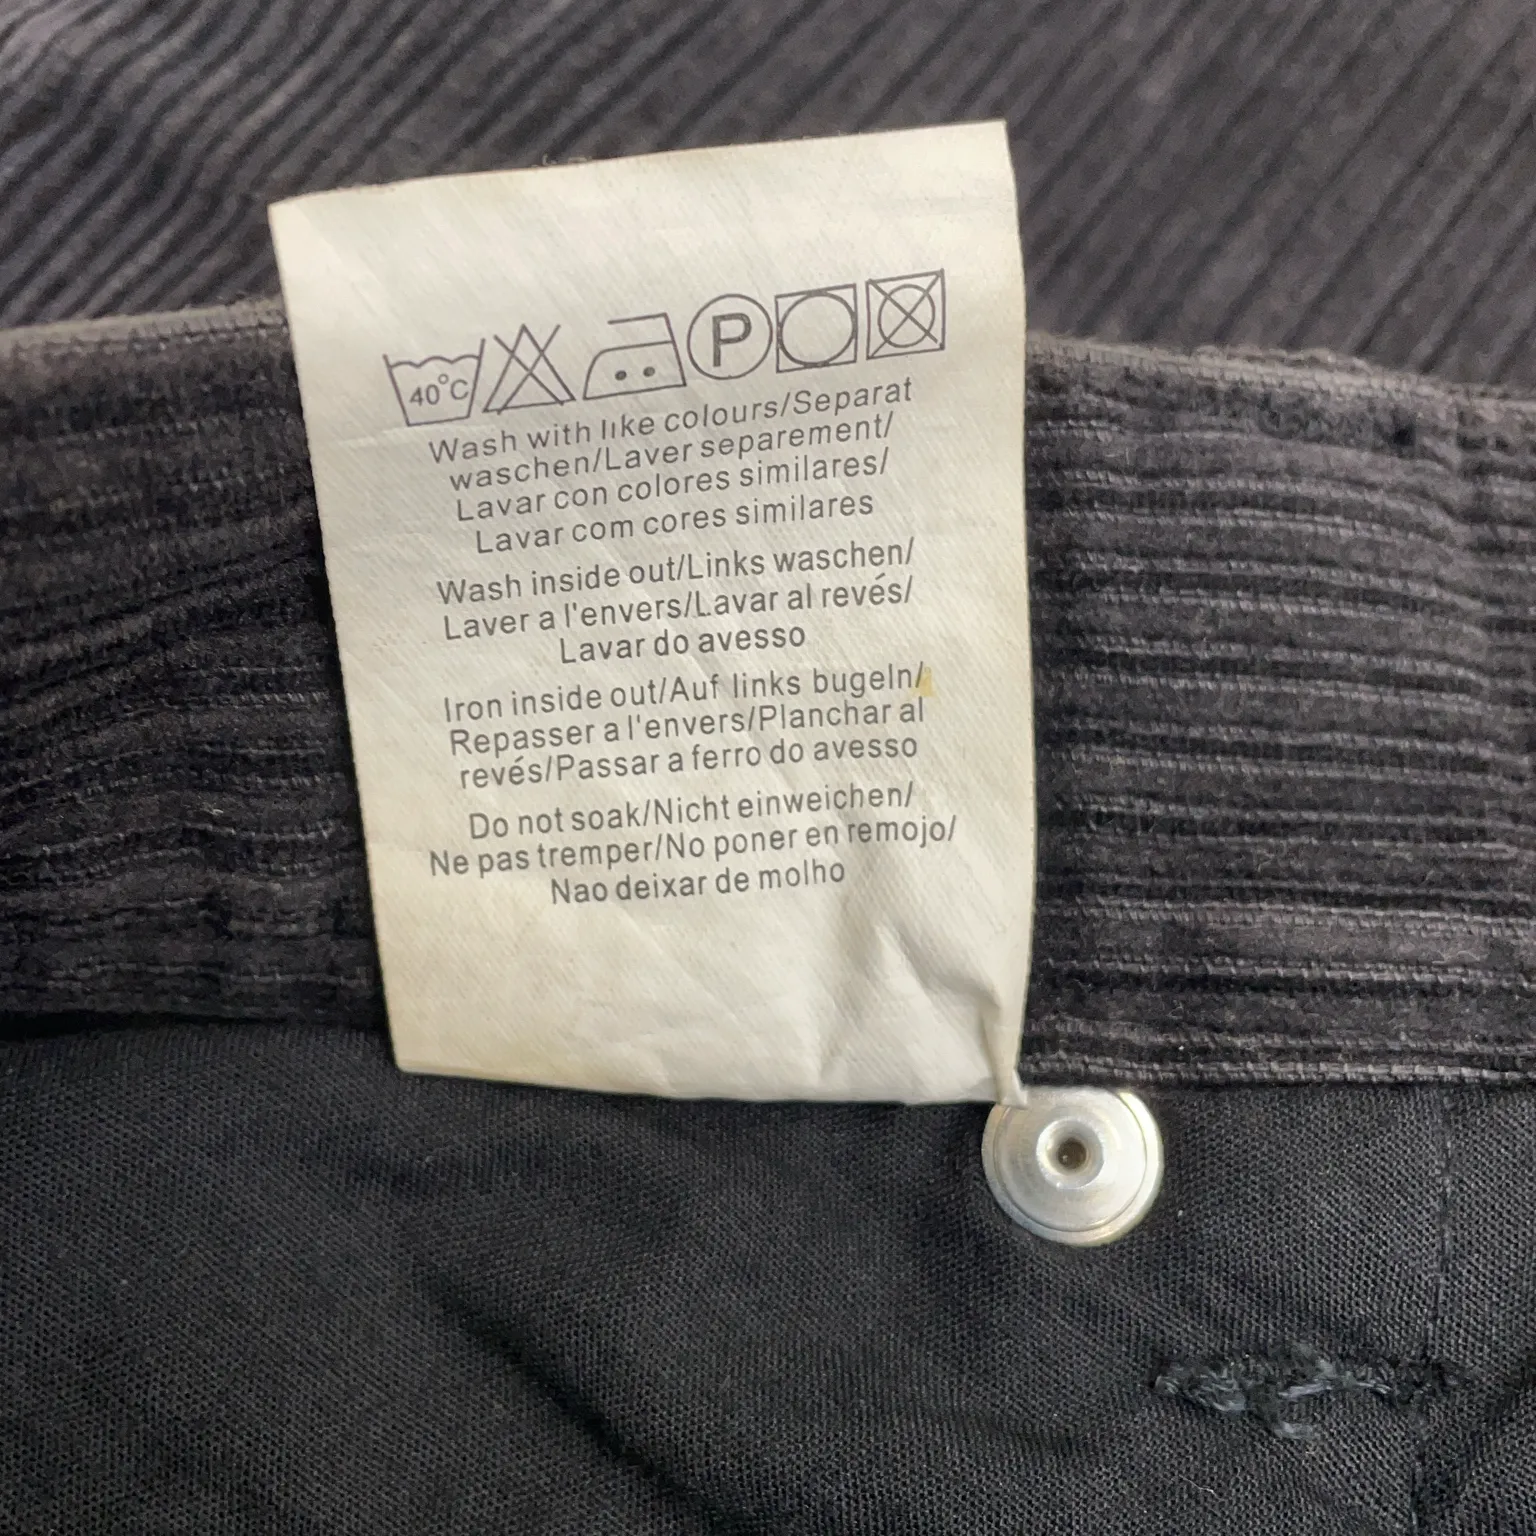 40°C P
Wash with like colours/Separat
waschen/Laver separement/
Lavar con colores similares/
Lavar com cores similares
Wash inside out/Links waschen/
Laver a l'envers/Lavar al revés/
Lavar do avesso
Iron inside out/Auf links bugeln/
Repasser a l'envers/Planchar al
revés/Passar a ferro do avesso
Do not soak/Nicht einweichen/
Ne pas tremper/No poner en remojo/
Nao deixar de molho